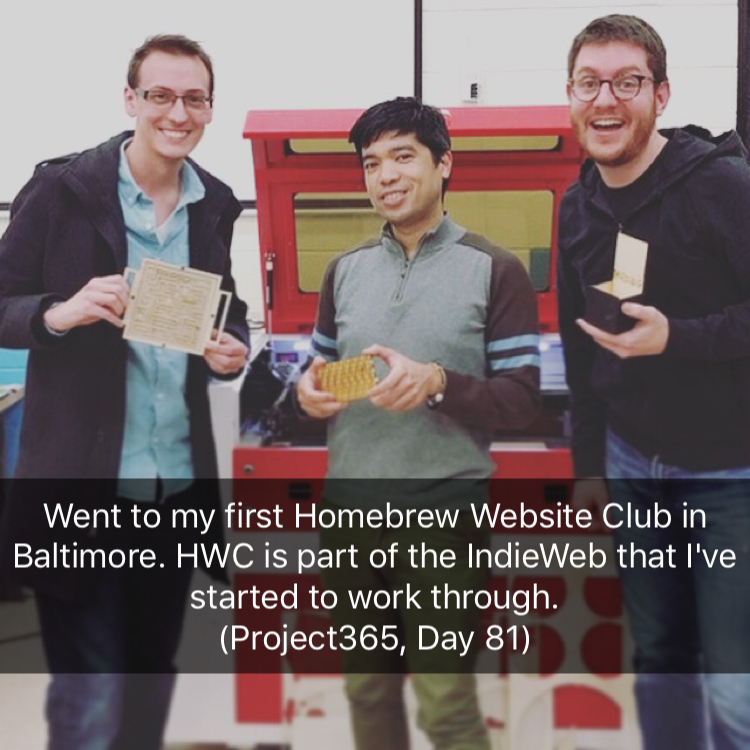 Went to my first Homebrew Website Club in
Baltimore. HWC is part of the IndieWeb that I've
started to work through.
(Project365, Day 81)